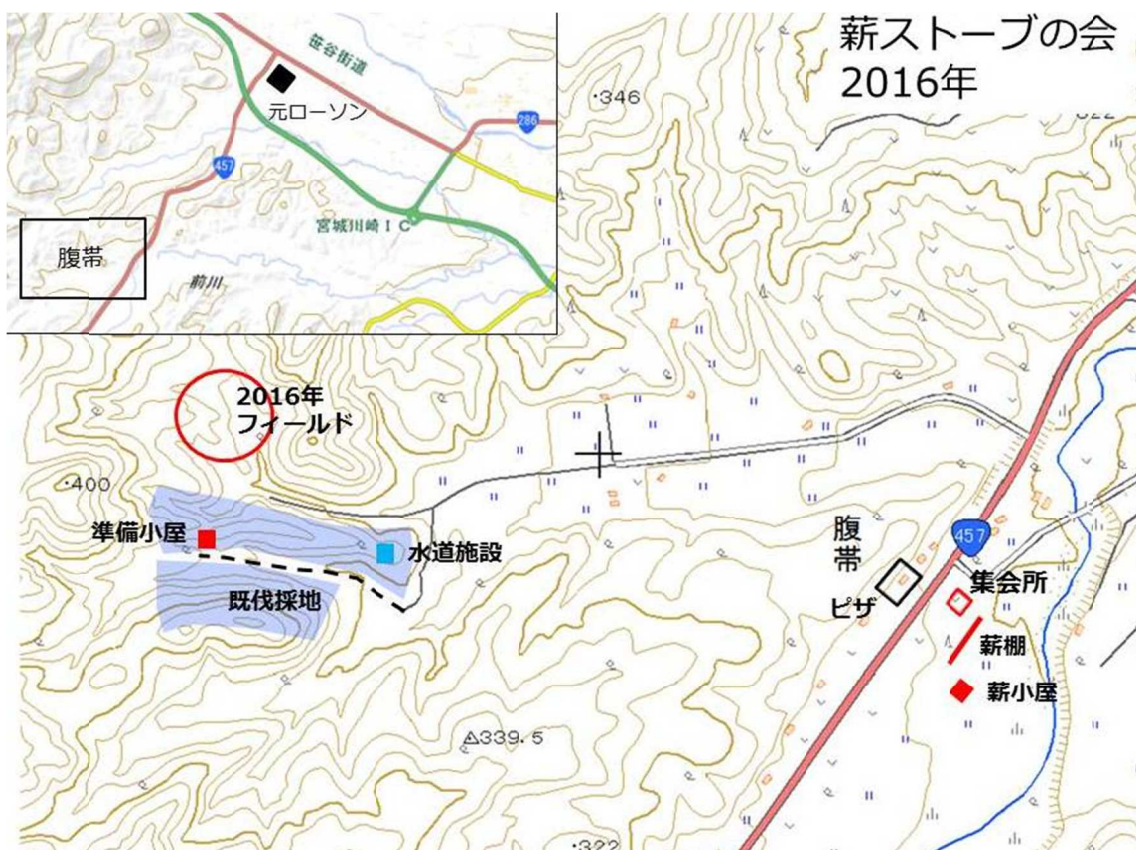 薪ストーブの会
2016年
笹谷街道
元ローソン
286
457
宮城川崎IC
腹帯
前川
・346
322
2016年
フィールド
・400
準備小屋
水道施設
既伐採地
457
腹帯
ピザ
集会所
薪棚
薪小屋
339.5
・322